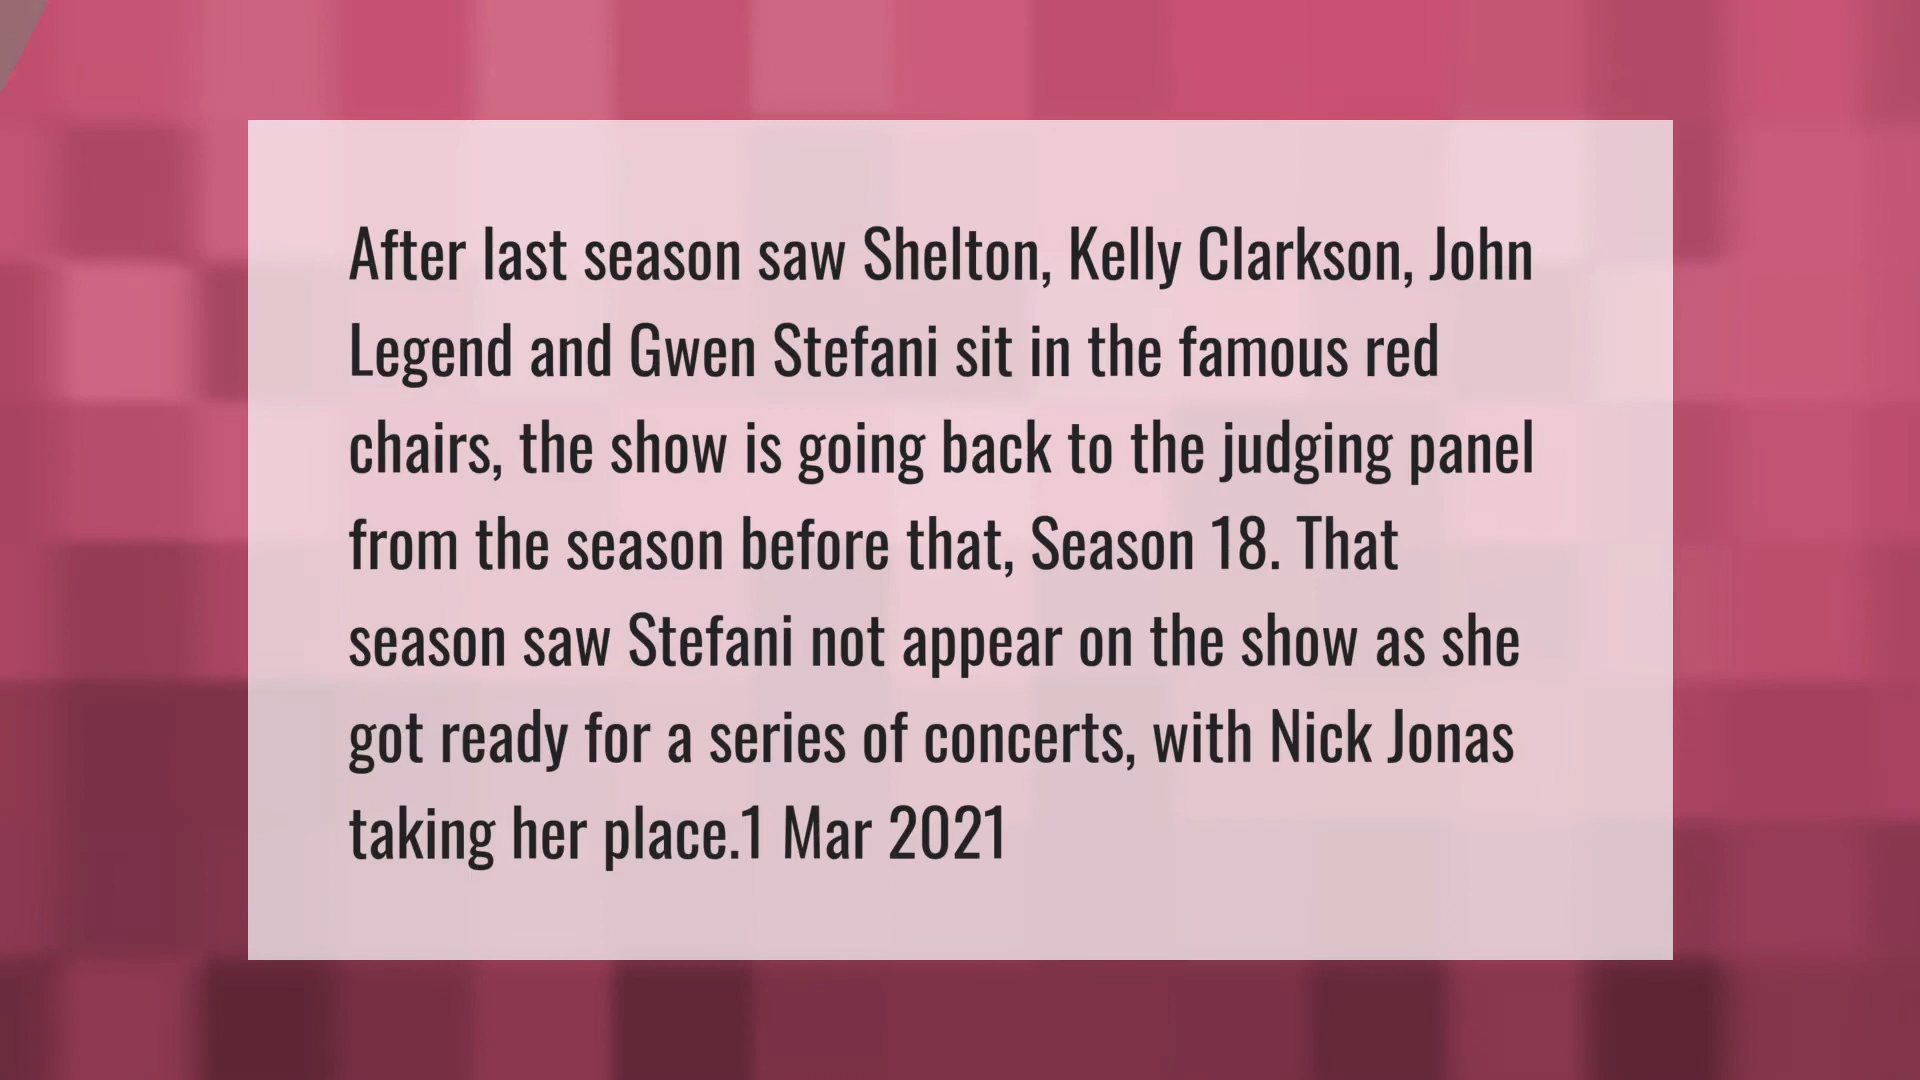 After last season saw Shelton, Kelly Clarkson, John
Legend and Gwen Stefani sit in the famous red
chairs, the show is going back to the judging panel
from the season before that, Season 18. That
season saw Stefani not appear on the show as she
got ready for a series of concerts, with Nick Jonas
taking her place.1 Mar 2021